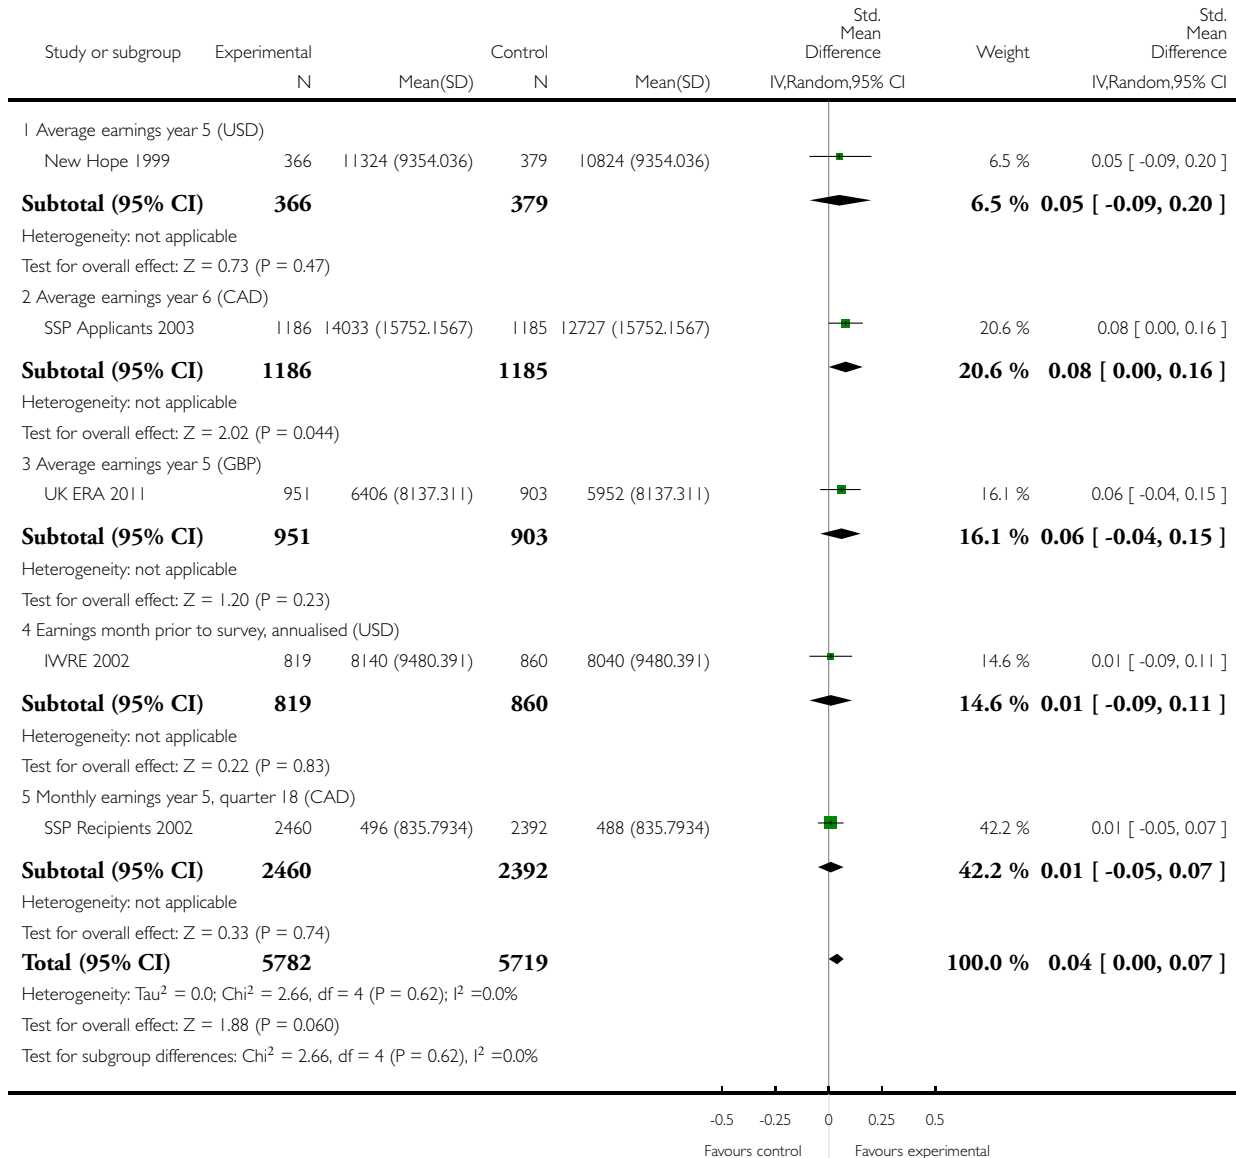 Std. Mean Difference Std. Mean Difference
Study or subgroup Experimental Control Weight
N Mean(SD) N Mean(SD) IV,Random,95% CI IV,Random,95% CI
1 Average earnings year 5 (USD)
New Hope 1999 366 11324 (9354.036) 379 10824 (9354.036) 6.5 % 0.05 [ -0.09, 0.20 ]
Subtotal (95% CI) 366 379 6.5 % 0.05 [ -0.09, 0.20 ]
Heterogeneity: not applicable
Test for overall effect: Z = 0.73 (P = 0.47)
2 Average earnings year 6 (CAD)
SSP Applicants 2003 1186 14033 (15752.1567) 1185 12727 (15752.1567) 20.6 % 0.08 [ 0.00, 0.16 ]
Subtotal (95% CI) 1186 1185 20.6 % 0.08 [ 0.00, 0.16 ]
Heterogeneity: not applicable
Test for overall effect: Z = 2.02 (P = 0.044)
3 Average earnings year 5 (GBP)
UK ERA 2011 951 6406 (8137.311) 903 5952 (8137.311) 16.1 % 0.06 [ -0.04, 0.15 ]
Subtotal (95% CI) 951 903 16.1 % 0.06 [ -0.04, 0.15 ]
Heterogeneity: not applicable
Test for overall effect: Z = 1.20 (P = 0.23)
4 Earnings month prior to survey, annualised (USD)
IWRE 2002 819 8140 (9480.391) 860 8040 (9480.391) 14.6 % 0.01 [ -0.09, 0.11 ]
Subtotal (95% CI) 819 860 14.6 % 0.01 [ -0.09, 0.11 ]
Heterogeneity: not applicable
Test for overall effect: Z = 0.22 (P = 0.83)
5 Monthly earnings year 5, quarter 18 (CAD)
SSP Recipients 2002 2460 496 (835.7934) 2392 488 (835.7934) 42.2 % 0.01 [ -0.05, 0.07 ]
Subtotal (95% CI) 2460 2392 42.2 % 0.01 [ -0.05, 0.07 ]
Heterogeneity: not applicable
Test for overall effect: Z = 0.33 (P = 0.74)
Total (95% CI) 5782 5719 100.0 % 0.04 [ 0.00, 0.07 ]
Heterogeneity: Tau² = 0.0; Chi² = 2.66, df = 4 (P = 0.62); I² =0.0%
Test for overall effect: Z = 1.88 (P = 0.060)
Test for subgroup differences: Chi² = 2.66, df = 4 (P = 0.62), I² =0.0%
-0.5 -0.25 0 0.25 0.5
Favours control Favours experimental